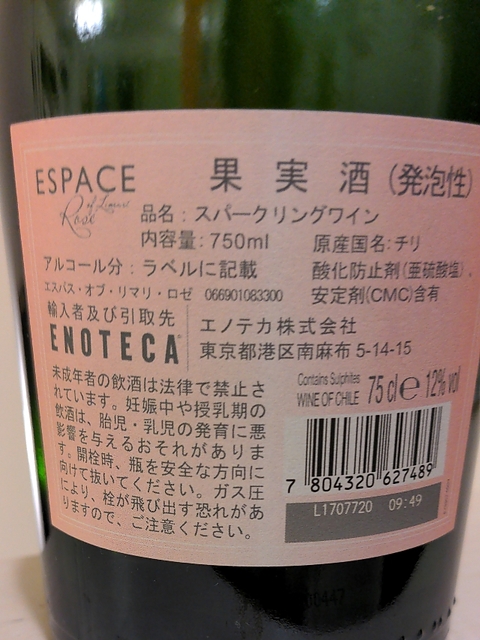 ESPACE
of Limarí
Rosé
果実酒（発泡性）
品名：スパークリングワイン
内容量：750ml 原産国名：チリ
アルコール分：ラベルに記載 酸化防止剤（亜硫酸塩）、
エスパス・オブ・リマリ・ロゼ 066901083300 安定剤（CMC）含有
輸入者及び引取先
ENOTECA
エノテカ株式会社
東京都港区南麻布 5-14-15
未成年者の飲酒は法律で禁止さ
れています。妊娠中や授乳期の
飲酒は、胎児・乳児の発育に悪
影響を与えるおそれがありま
す。開栓時、瓶を安全な方向に
向けて抜いてください。ガス圧
により、栓が飛び出す恐れがあ
りますので、ご注意ください。
Contains Sulphites
WINE OF CHILE 75 cl e 12% vol
7 804320 627489
L1707720 09:49